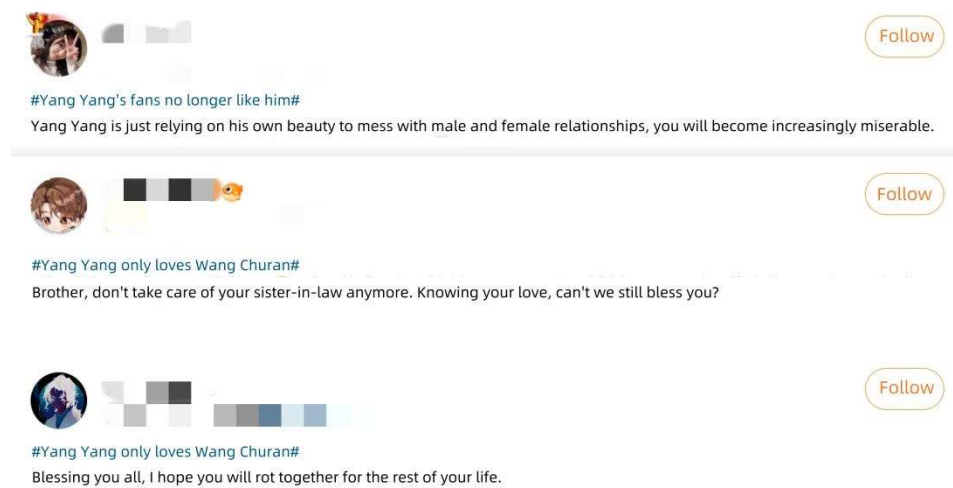 Follow
#Yang Yang's fans no longer like him#
Yang Yang is just relying on his own beauty to mess with male and female relationships, you will become increasingly miserable.
Follow
#Yang Yang only loves Wang Churan#
Brother, don't take care of your sister-in-law anymore. Knowing your love, can't we still bless you?
Follow
#Yang Yang only loves Wang Churan#
Blessing you all, I hope you will rot together for the rest of your life.